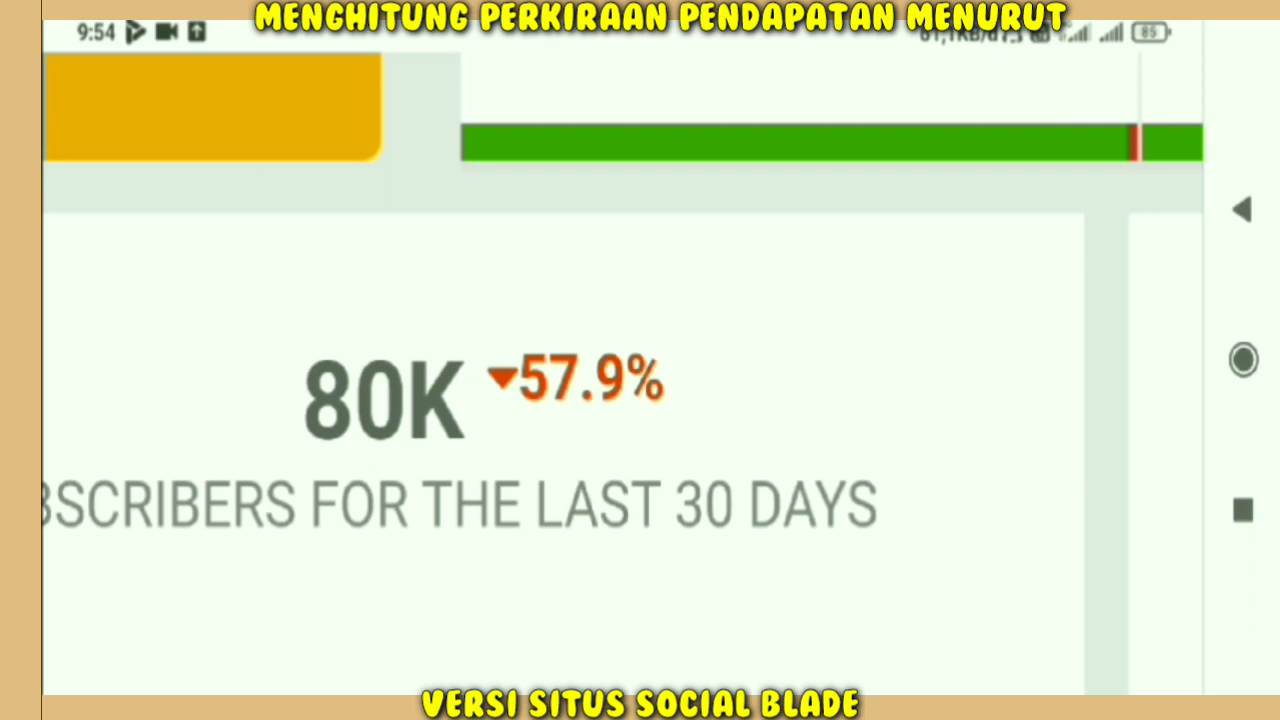 MENGHITUNG PERKIRAAN PENDAPATAN MENURUT
9:54
85
80K 57.9%
BSCRIBERS FOR THE LAST 30 DAYS
VERSI SITUS SOCIAL BLADE